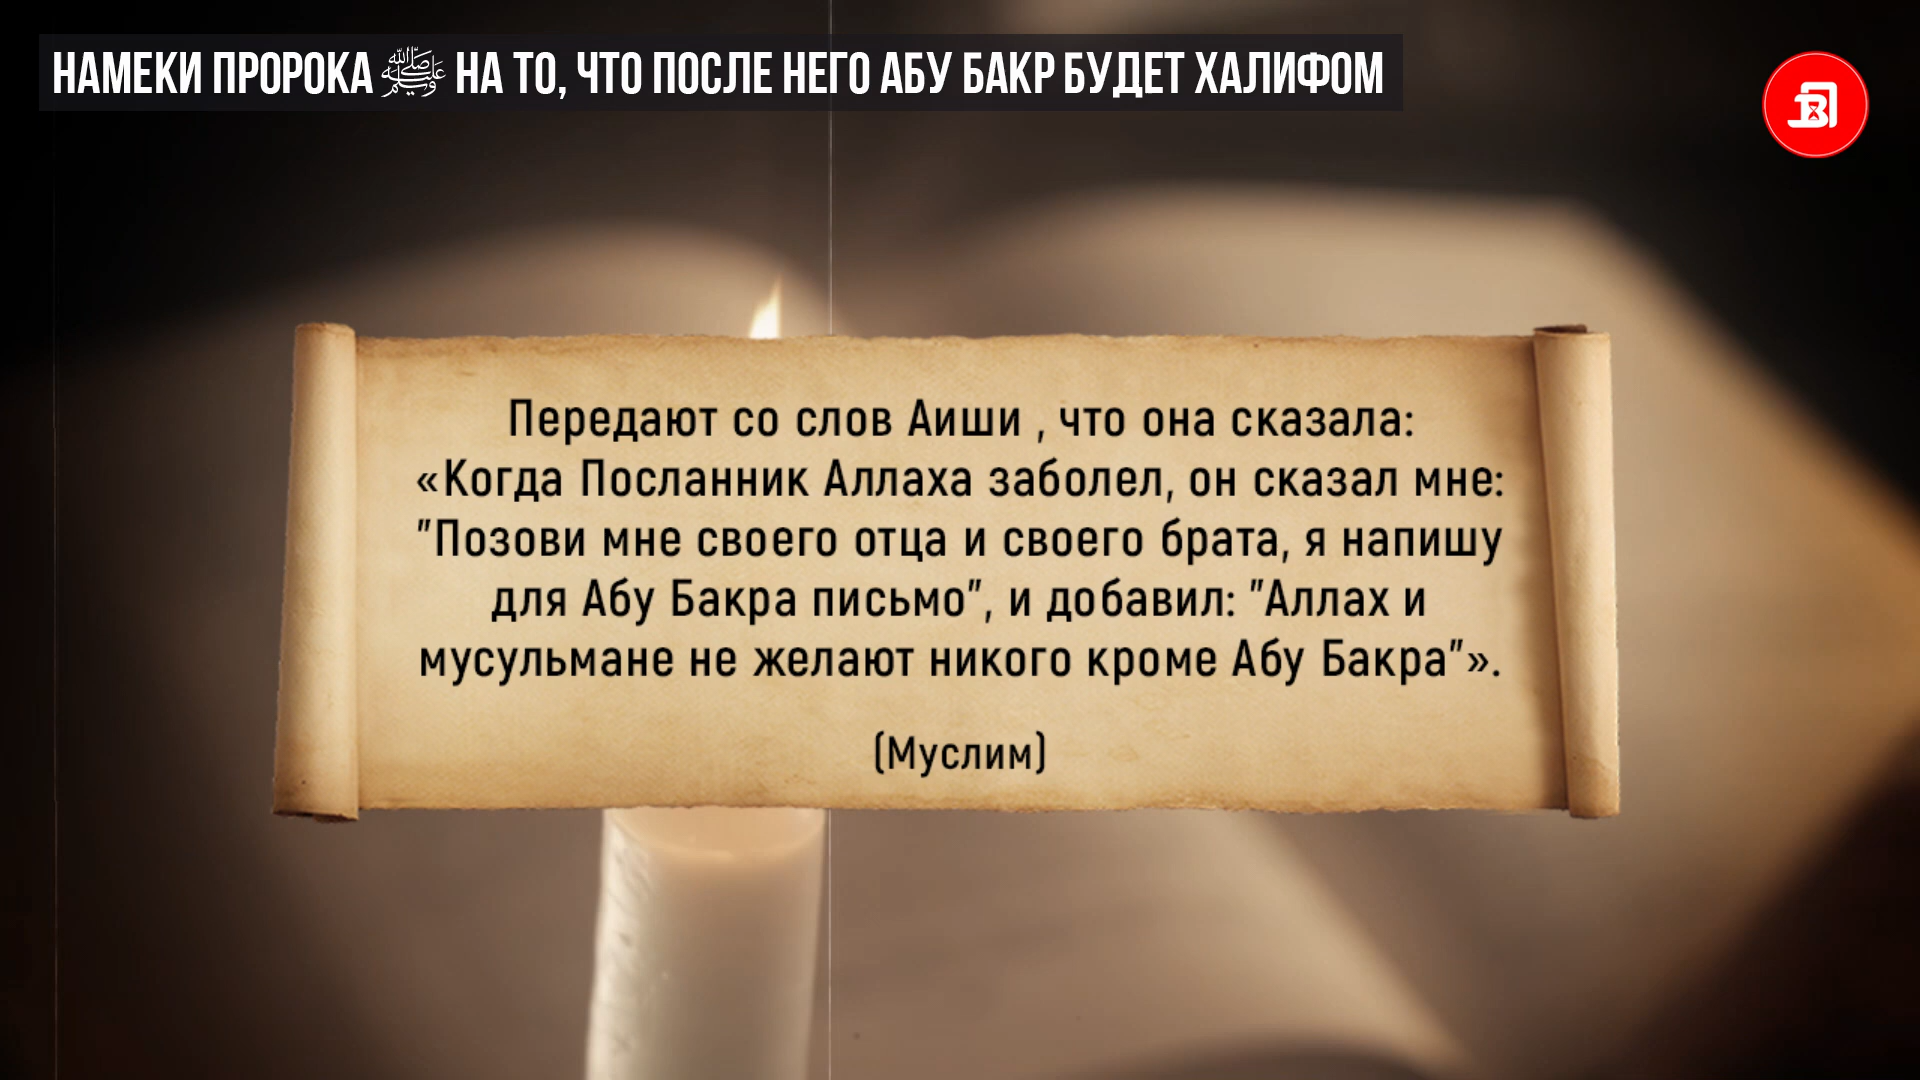 НАМЕКИ ПРОРОКА ﷺ НА ТО, ЧТО ПОСЛЕ НЕГО АБУ БАКР БУДЕТ ХАЛИФОМ
Передают со слов Аиши , что она сказала:
«Когда Посланник Аллаха заболел, он сказал мне:
"Позови мне своего отца и своего брата, я напишу
для Абу Бакра письмо", и добавил: "Аллах и
мусульмане не желают никого кроме Абу Бакра"».
(Муслим)